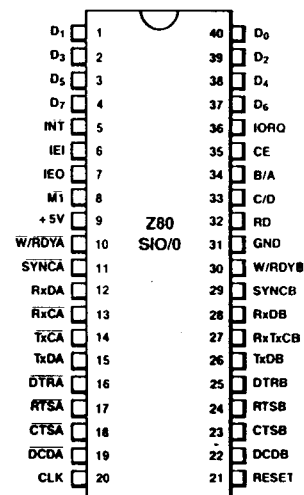 D₁ 1 40 D₀
D₃ 2 39 D₂
D₅ 3 38 D₄
D₇ 4 37 D₆
INT 5 36 IORQ
IEI 6 35 CE
IEO 7 34 B/A
M1 8 33 C/D
+5V 9 Z80 32 RD
W/RDYA 10 SIO/0 31 GND
SYNCA 11 30 W/RDYB
RxDA 12 29 SYNCB
RxCA 13 28 RxDB
TxCA 14 27 RxTxCB
TxDA 15 26 TxDB
DTRA 16 25 DTRB
RTSA 17 24 RTSB
CTSA 18 23 CTSB
DCDA 19 22 DCDB
CLK 20 21 RESET